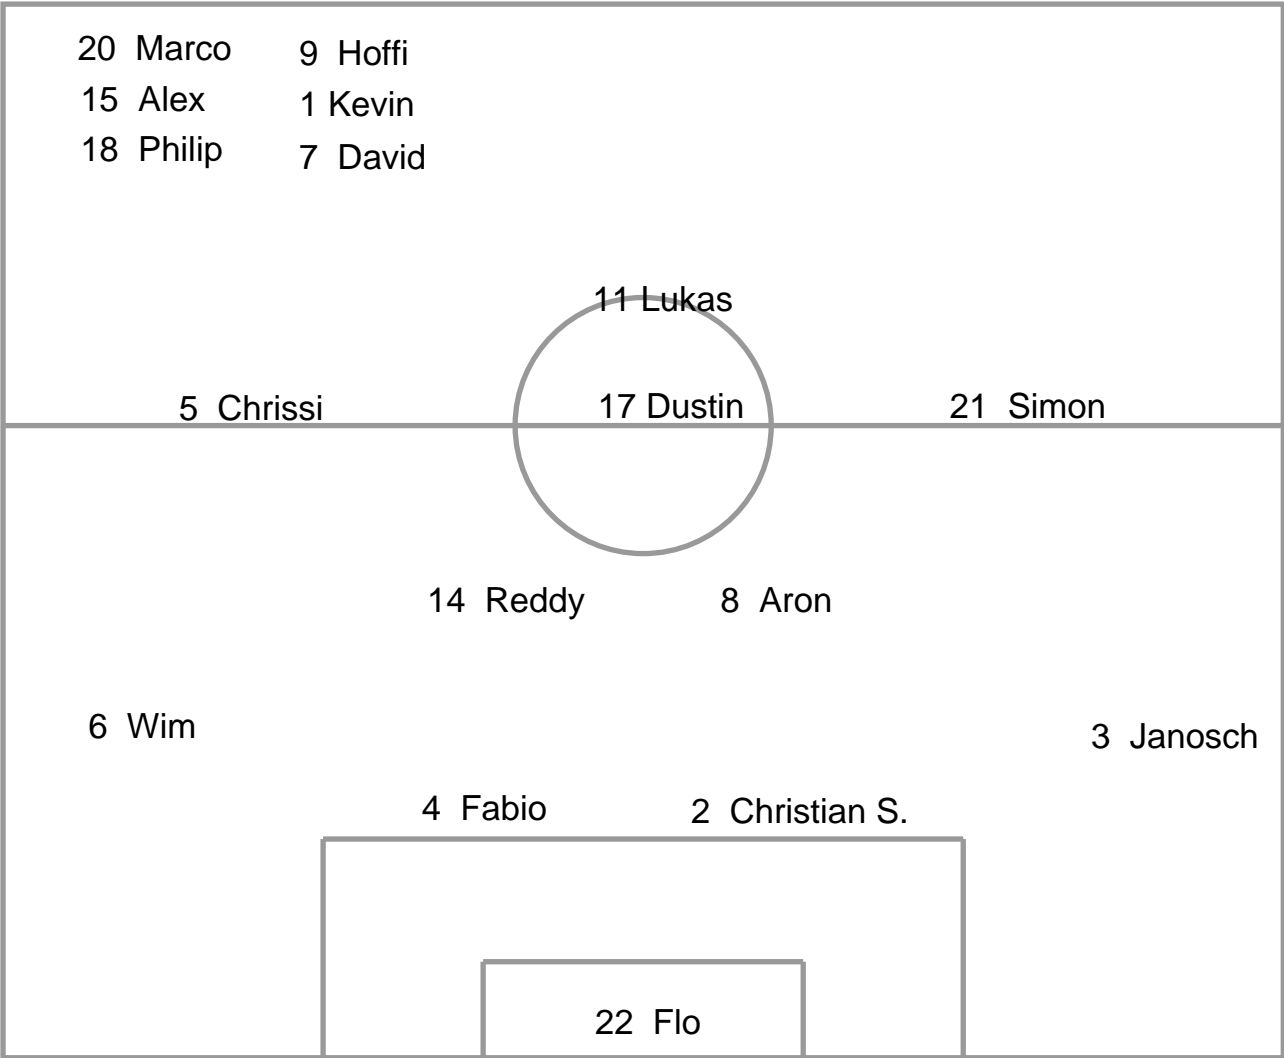 20 Marco 9 Hoffi
15 Alex 1 Kevin
18 Philip 7 David
11 Lukas
5 Chrissi 17 Dustin 21 Simon
14 Reddy 8 Aron
6 Wim 3 Janosch
4 Fabio 2 Christian S.
22 Flo